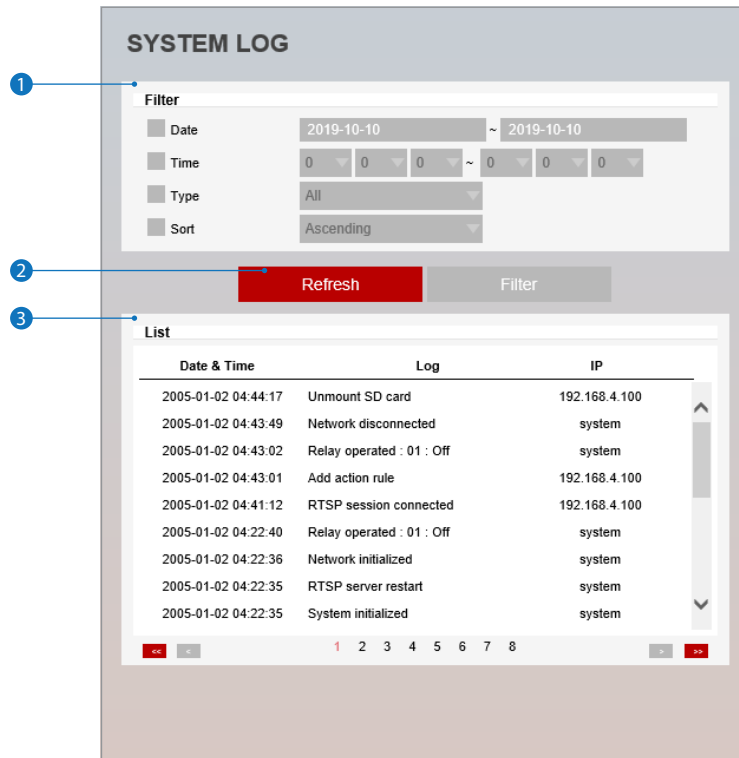 SYSTEM LOG
1
Filter
Date 2019-10-10 ~ 2019-10-10
Time 0 0 0 ~ 0 0 0
Type All
Sort Ascending
2
Refresh Filter
3
List
Date & Time Log IP
2005-01-02 04:44:17 Unmount SD card 192.168.4.100
2005-01-02 04:43:49 Network disconnected system
2005-01-02 04:43:02 Relay operated : 01 : Off system
2005-01-02 04:43:01 Add action rule 192.168.4.100
2005-01-02 04:41:12 RTSP session connected 192.168.4.100
2005-01-02 04:22:40 Relay operated : 01 : Off system
2005-01-02 04:22:36 Network initialized system
2005-01-02 04:22:35 RTSP server restart system
2005-01-02 04:22:35 System initialized system
<< < 1 2 3 4 5 6 7 8 > >>